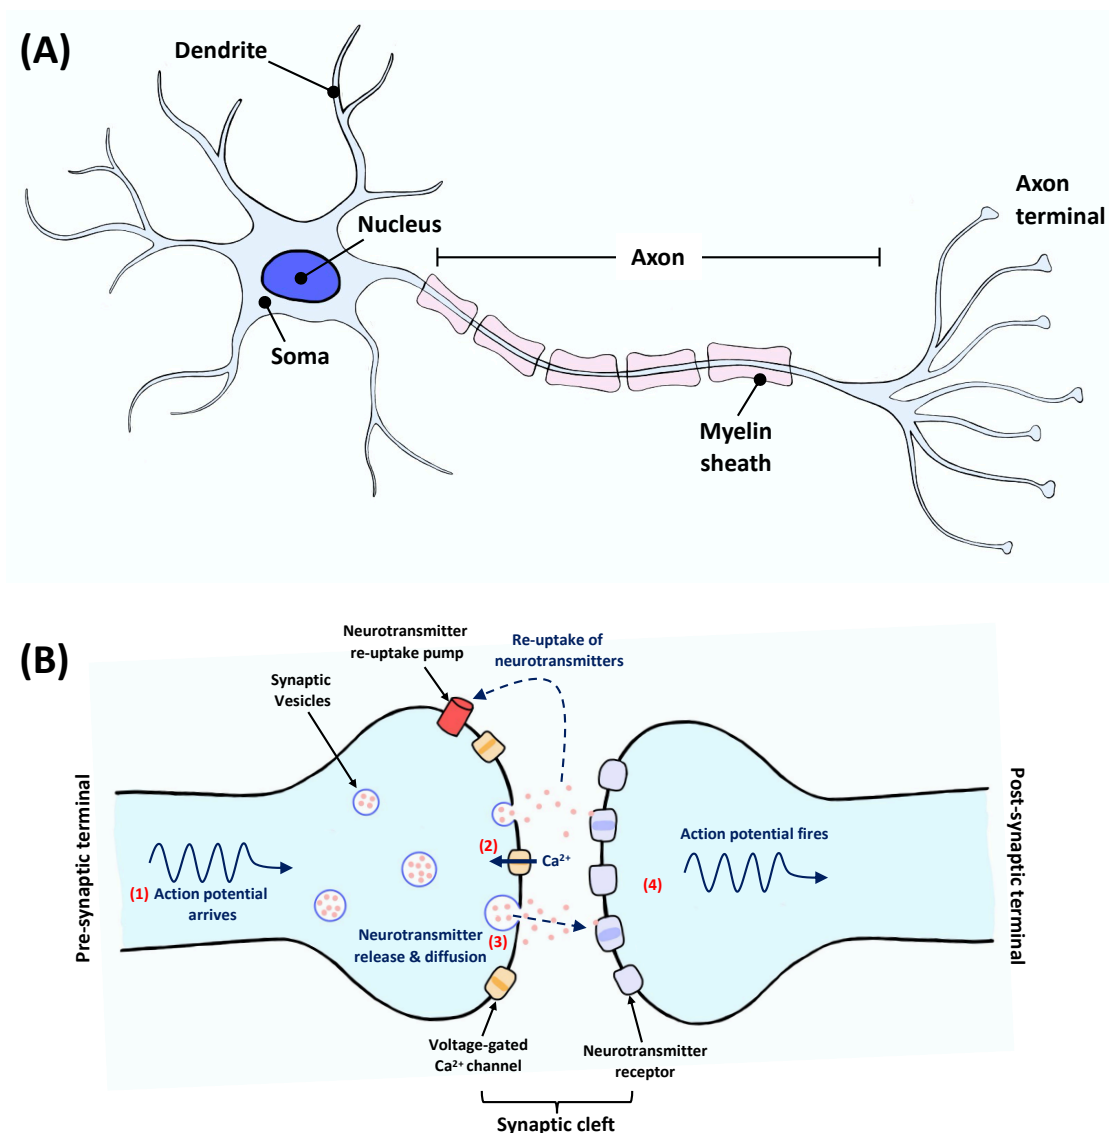 (A)
Dendrite
Nucleus
Soma
Axon
Axon
terminal
Myelin
sheath
(B)
Neurotransmitter
re-uptake pump
Re-uptake of
neurotransmitters
Synaptic
Vesicles
Pre-synaptic terminal
(1) Action potential
arrives
(2)
Ca²⁺
(3)
Neurotransmitter
release & diffusion
Action potential fires
(4)
Post-synaptic terminal
Voltage-gated
Ca²⁺ channel
Neurotransmitter
receptor
Synaptic cleft